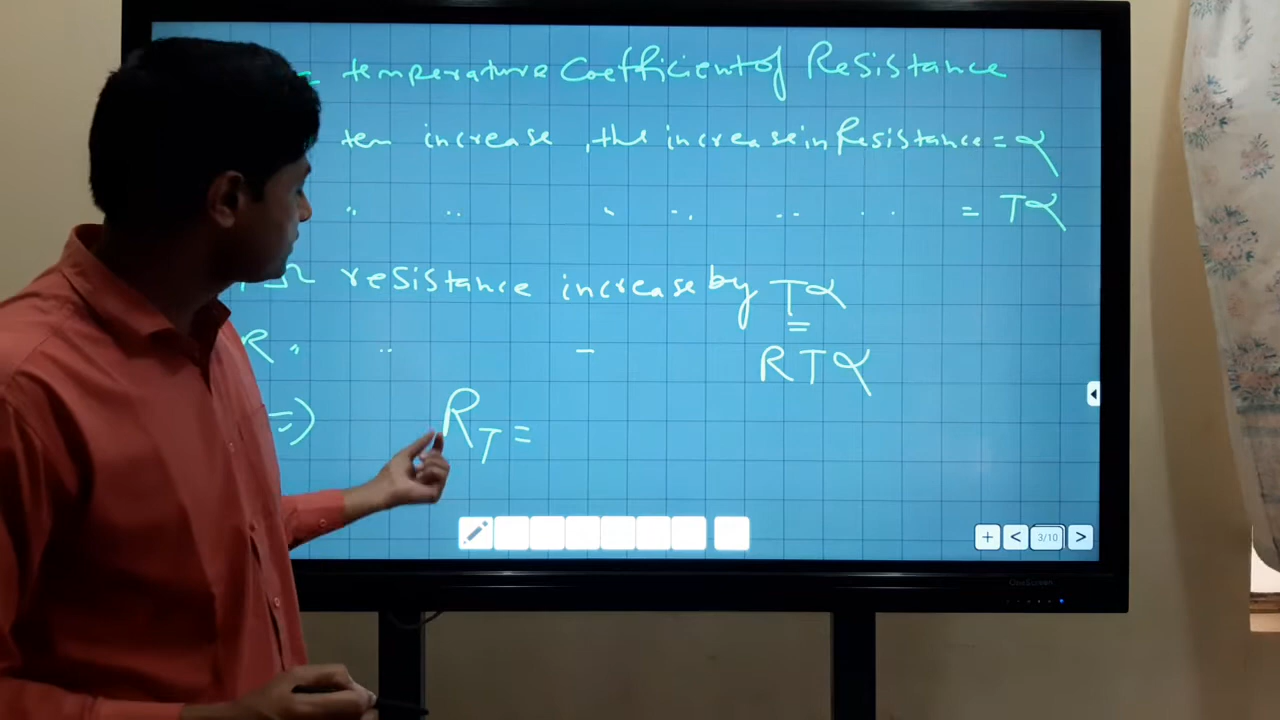 = temperature Coefficient of Resistance
tem increase, the increase in Resistance = α
" " " " " " = Tα
Ω resistance increase by Tα
R " " " RTα
=> R_T =
+ < 3/10 >
OneScreen